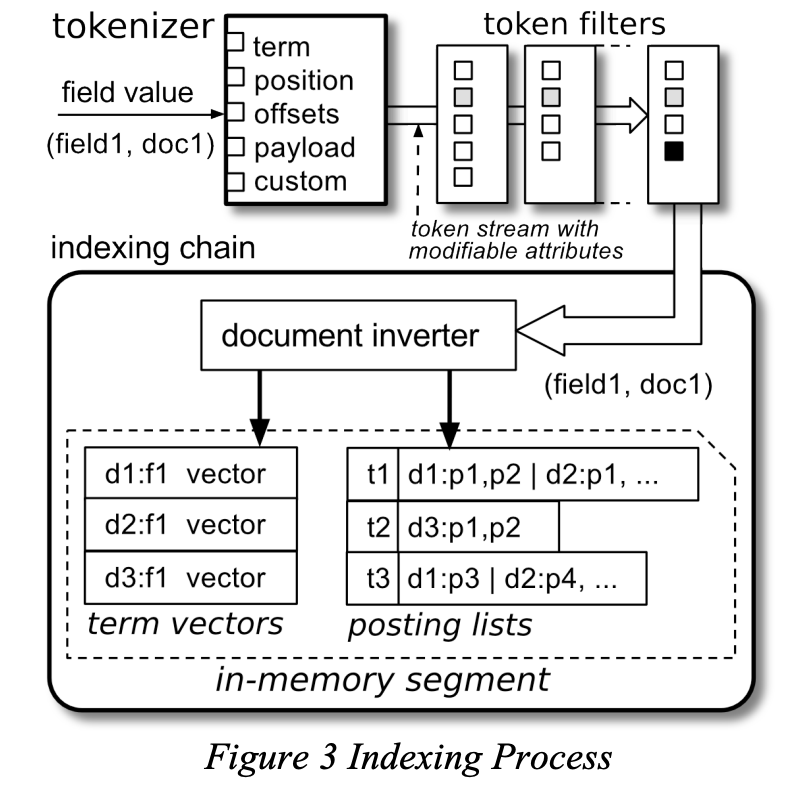 tokenizer
token filters
term
position
offsets
payload
custom
field value
(field1, doc1)
token stream with
modifiable attributes
indexing chain
document inverter
(field1, doc1)
d1:f1 vector
d2:f1 vector
d3:f1 vector
term vectors
t1 d1:p1,p2 | d2:p1, ...
t2 d3:p1,p2
t3 d1:p3 | d2:p4, ...
posting lists
in-memory segment
Figure 3 Indexing Process